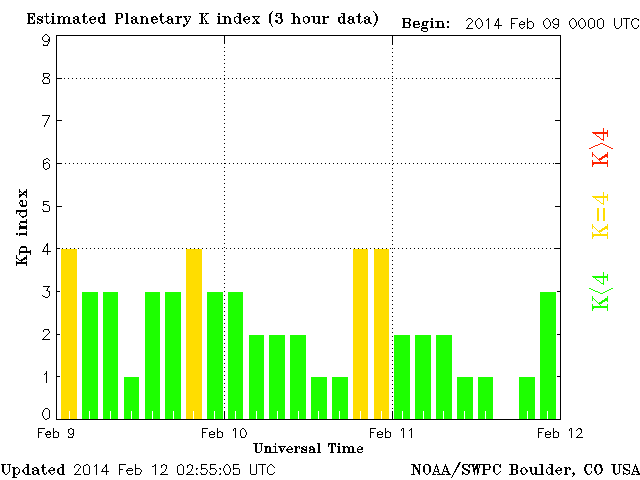 Estimated Planetary K index (3 hour data) Begin: 2014 Feb 09 0000 UTC
9
8
7
6
5
4
3
2
1
0
Kp index
K>4
K=4
K<4
Feb 9 Feb 10 Feb 11 Feb 12
Universal Time
Updated 2014 Feb 12 02:55:05 UTC NOAA/SWPC Boulder, CO USA